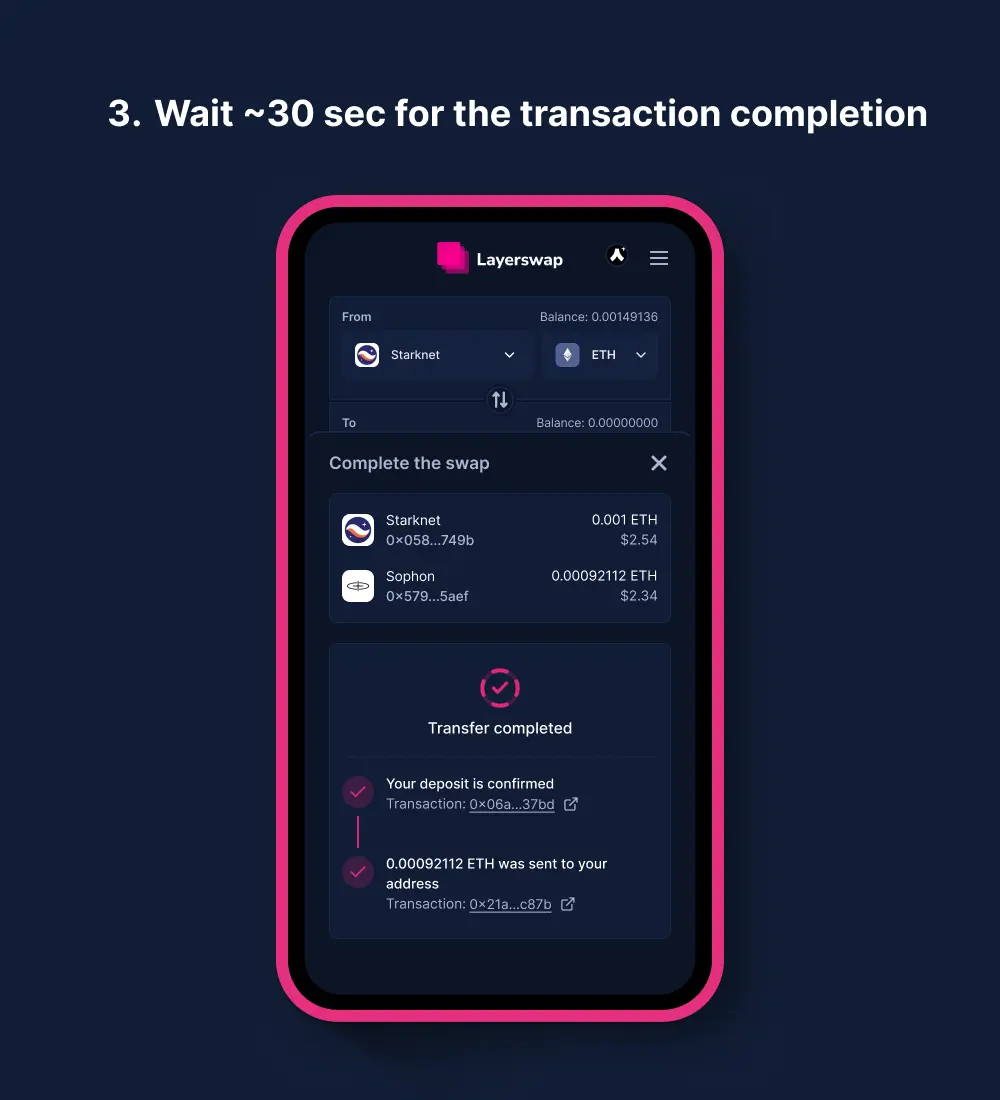 3. Wait ~30 sec for the transaction completion
Layerswap
From
Balance: 0.00149136
Starknet
ETH
To
Balance: 0.00000000
Complete the swap
Starknet
0.001 ETH
0×058...749b
$2.54
Sophon
0.00092112 ETH
0×579...5aef
$2.34
Transfer completed
Your deposit is confirmed
Transaction: 0×06a...37bd
0.00092112 ETH was sent to your
address
Transaction: 0×21a...c87b